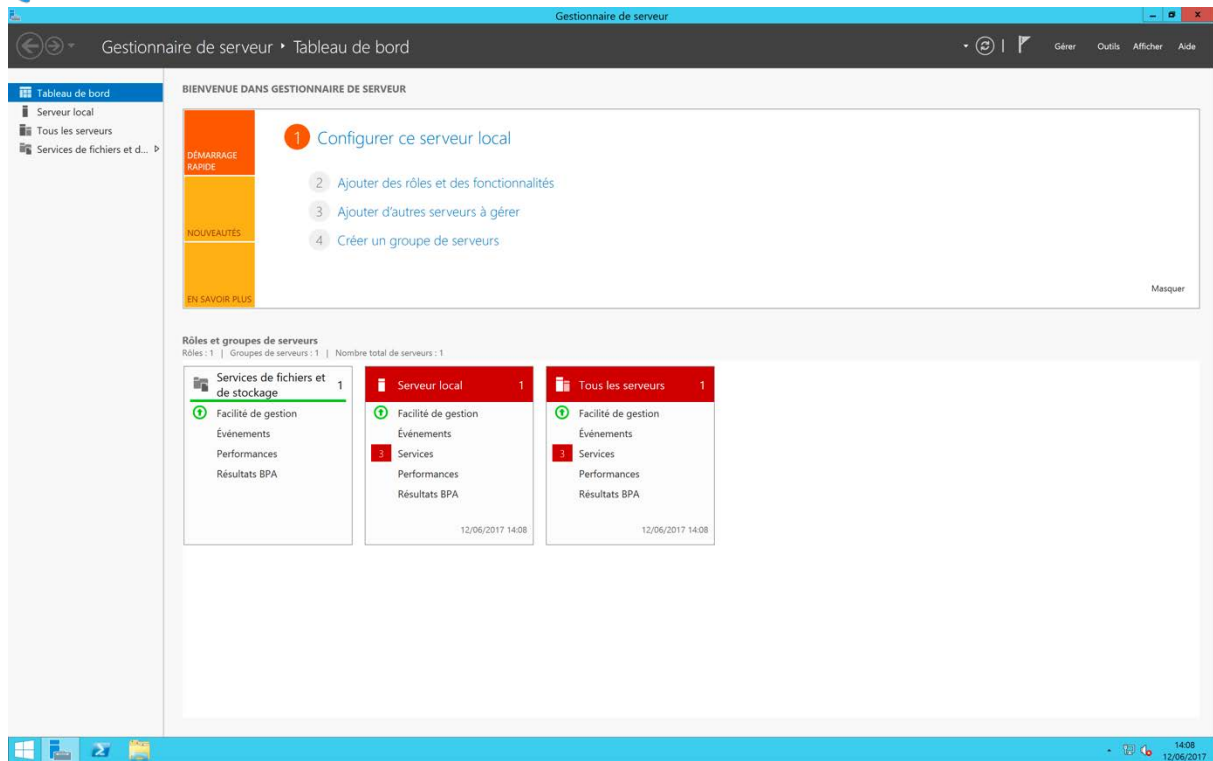 Gestionnaire de serveur
Gestionnaire de serveur ‣ Tableau de bord
Gérer Outils Afficher Aide
Tableau de bord
Serveur local
Tous les serveurs
Services de fichiers et d...
BIENVENUE DANS GESTIONNAIRE DE SERVEUR
DÉMARRAGE
RAPIDE
NOUVEAUTÉS
EN SAVOIR PLUS
1 Configurer ce serveur local
2 Ajouter des rôles et des fonctionnalités
3 Ajouter d'autres serveurs à gérer
4 Créer un groupe de serveurs
Masquer
Rôles et groupes de serveurs
Rôles : 1 | Groupes de serveurs : 1 | Nombre total de serveurs : 1
Services de fichiers et
de stockage
1
Facilité de gestion
Événements
Performances
Résultats BPA
Serveur local 1
Facilité de gestion
Événements
3 Services
Performances
Résultats BPA
12/06/2017 14:08
Tous les serveurs 1
Facilité de gestion
Événements
3 Services
Performances
Résultats BPA
12/06/2017 14:08
14:08
12/06/2017